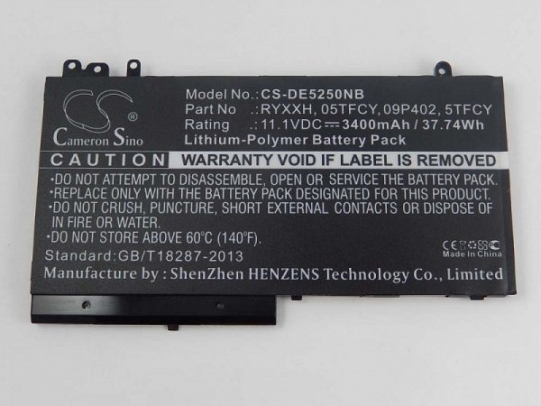 CS
Cameron Sino
Model No.:CS-DE5250NB
Part No : RYXXH, 05TFCY, 09P402, 5TFCY
Rating : 11.1VDC⎓3400mAh / 37.74Wh
Lithium-Polymer Battery Pack
CAUTION WARRANTY VOID IF LABEL IS REMOVED
•DO NOT ATTEMPT TO DISASSEMBLE, OPEN OR SERVICE THE BATTERY PACK.
•REPLACE ONLY WITH THE BATTERY PACK DESIGNATED FOR THIS PRODUCT.
•DO NOT CRUSH, PUNCTURE, SHORT EXTERNAL CONTACTS OR DISPOSE OF
IN FIRE OR WATER.
•DO NOT STORE ABOVE 60°C (140°F).
Standard:GB/T18287-2013
CE
Made In China
Manufacture by : ShenZhen HENZENS Technology Co., Limited